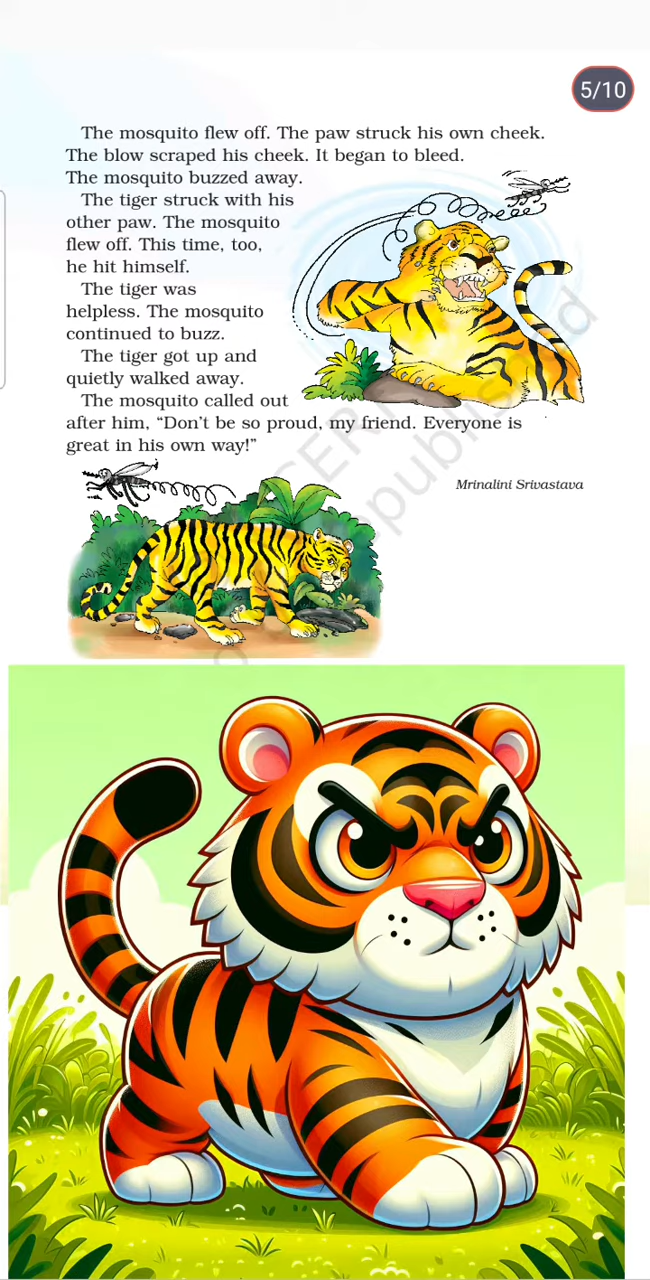 5/10
The mosquito flew off. The paw struck his own cheek.
The blow scraped his cheek. It began to bleed.
The mosquito buzzed away.
The tiger struck with his
other paw. The mosquito
flew off. This time, too,
he hit himself.
The tiger was
helpless. The mosquito
continued to buzz.
The tiger got up and
quietly walked away.
The mosquito called out
after him, “Don’t be so proud, my friend. Everyone is
great in his own way!”
Mrinalini Srivastava